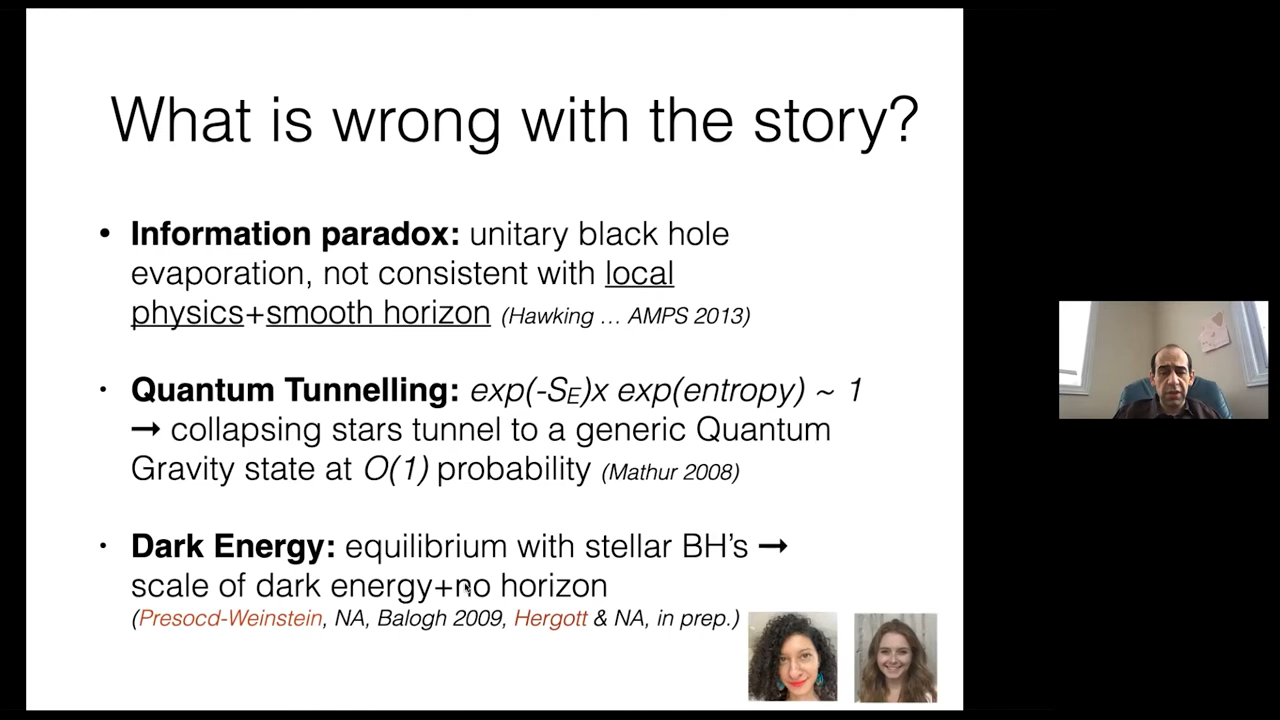 What is wrong with the story?
• Information paradox: unitary black hole
evaporation, not consistent with local
physics+smooth horizon (Hawking … AMPS 2013)
• Quantum Tunnelling: exp(-SE)x exp(entropy) ~ 1
→ collapsing stars tunnel to a generic Quantum
Gravity state at O(1) probability (Mathur 2008)
• Dark Energy: equilibrium with stellar BH’s →
scale of dark energy+no horizon
(Presocd-Weinstein, NA, Balogh 2009, Hergott & NA, in prep.)